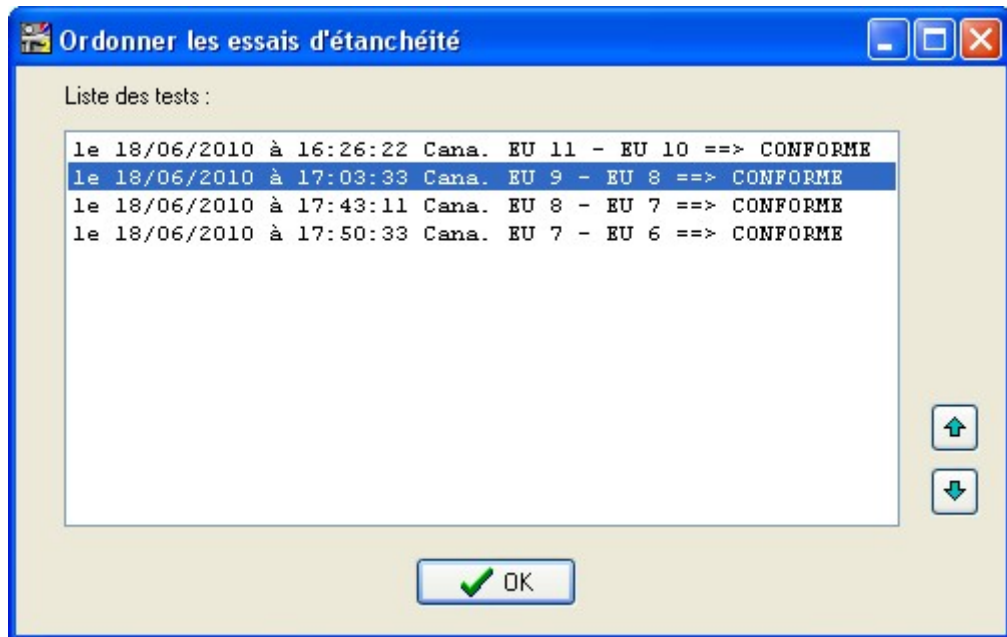 Ordonner les essais d'étanchéité
Liste des tests :
le 18/06/2010 à 16:26:22 Cana. EU 11 - EU 10 ==> CONFORME
le 18/06/2010 à 17:03:33 Cana. EU 9 - EU 8 ==> CONFORME
le 18/06/2010 à 17:43:11 Cana. EU 8 - EU 7 ==> CONFORME
le 18/06/2010 à 17:50:33 Cana. EU 7 - EU 6 ==> CONFORME
OK